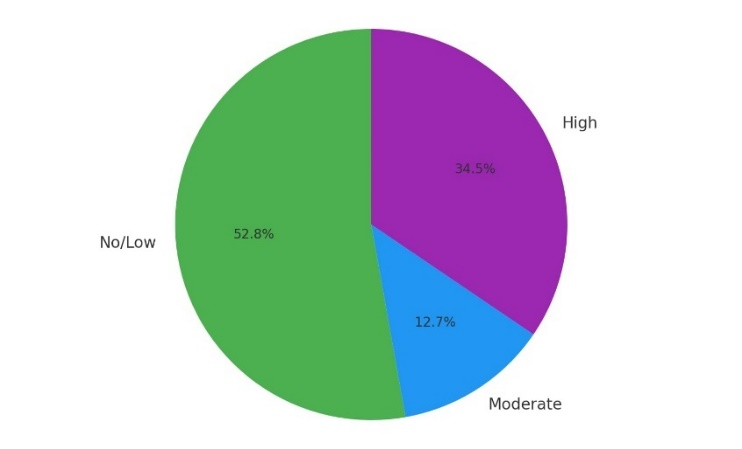 High
34.5%
52.8%
No/Low
12.7%
Moderate